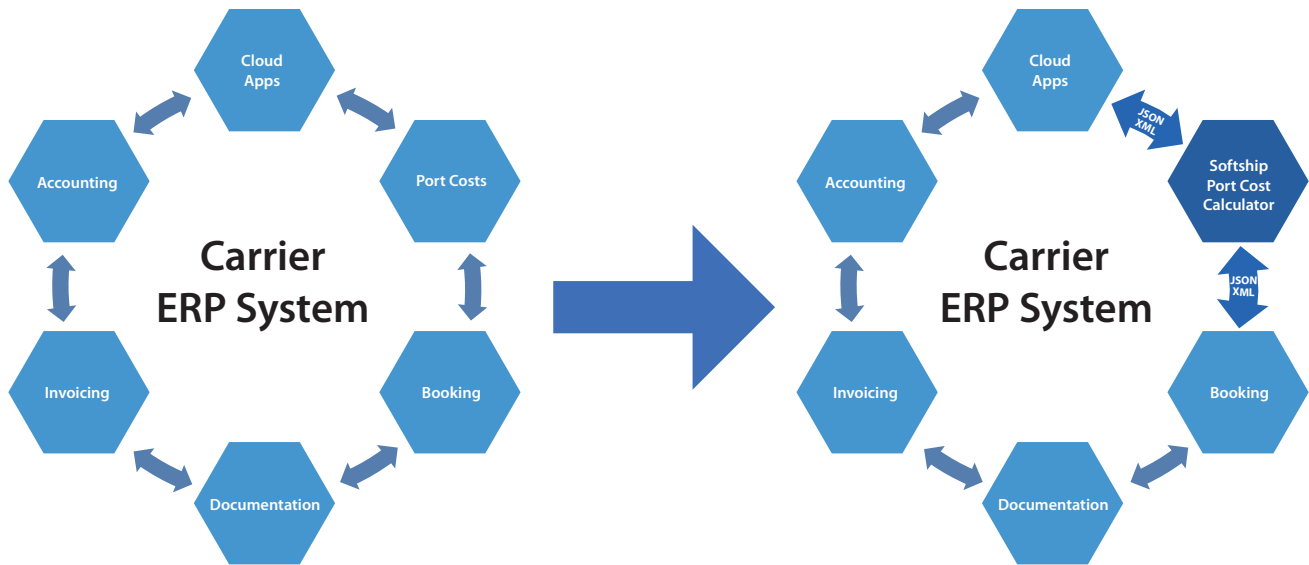 Cloud
Apps
Accounting
Port Costs
Carrier
ERP System
Invoicing
Booking
Documentation
Cloud
Apps
JSON
XML
Accounting
Softship
Port Cost
Calculator
Carrier
ERP System
JSON
XML
Invoicing
Booking
Documentation